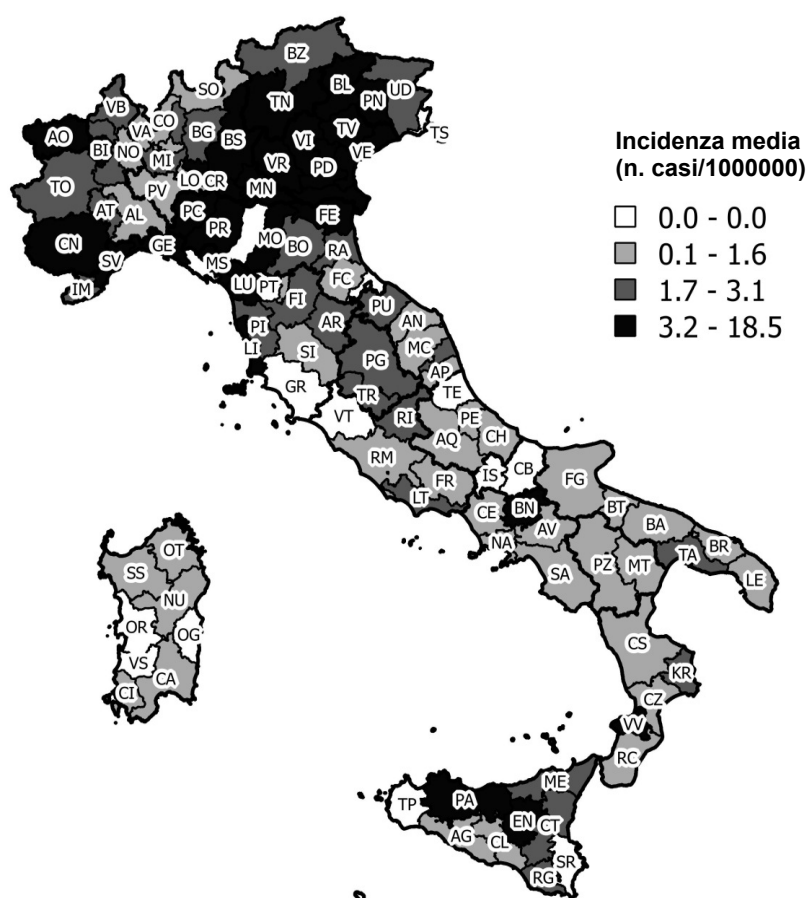 BZ
SO
BL
UD
TN
PN
VB
CO
VA
BG
BS
TV
TS
AO
BI
NO
MI
VI
VE
VR
PD
TO
PV
LO
CR
MN
AT
AL
PC
PR
FE
CN
GE
MO
BO
RA
SV
MS
IM
LU
PT
FC
FI
PU
PI
AR
AN
LI
SI
MC
PG
AP
GR
TR
TE
VT
RI
PE
AQ
CH
RM
IS
CB
FG
FR
LT
CE
BN
BT
BA
NA
AV
BR
SA
PZ
MT
TA
LE
OT
SS
NU
OR
OG
VS
CA
CI
CS
KR
CZ
VV
RC
ME
TP
PA
EN
CT
AG
CL
SR
RG
Incidenza media
(n. casi/1000000)
0.0 - 0.0
0.1 - 1.6
1.7 - 3.1
3.2 - 18.5